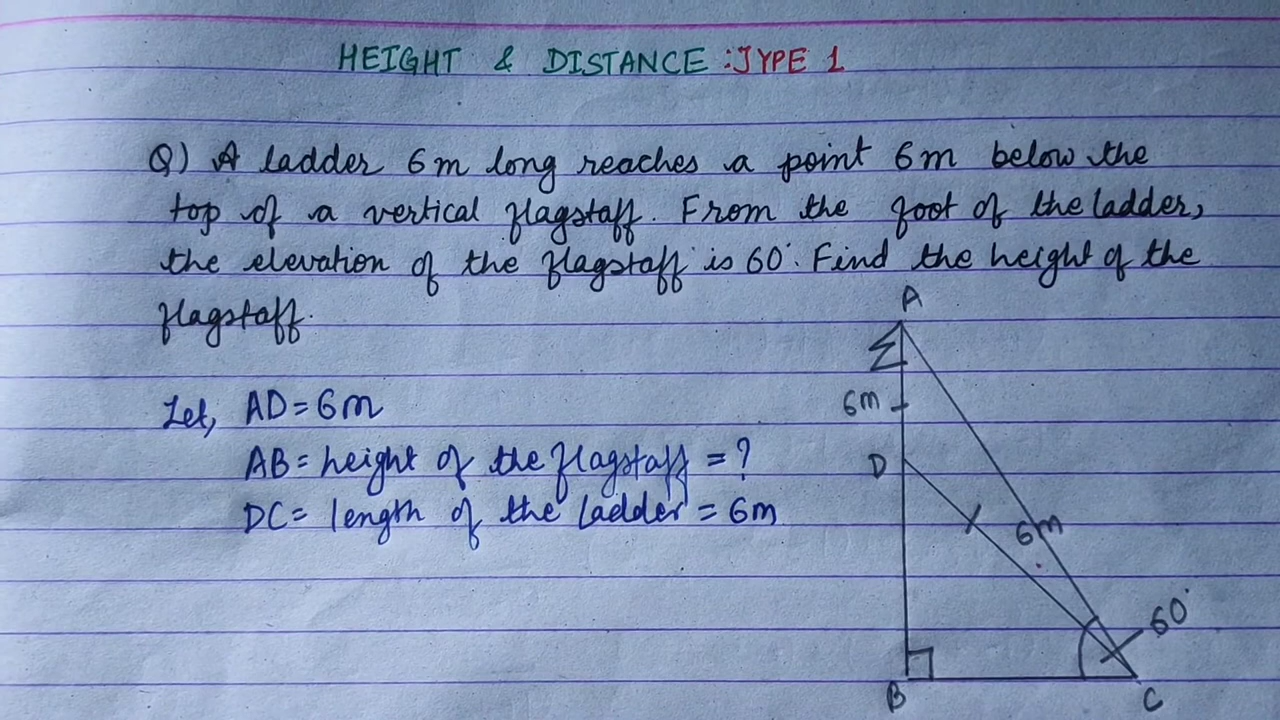 HEIGHT & DISTANCE : TYPE 1
Q) A ladder 6m long reaches a point 6m below the
top of a vertical flagstaff. From the foot of the ladder,
the elevation of the flagstaff is 60°. Find the height of the
flagstaff.
A
Let, AD = 6m
6m
AB = height of the flagstaff = ?
D
DC = length of the ladder = 6m
6m
60°
B
C